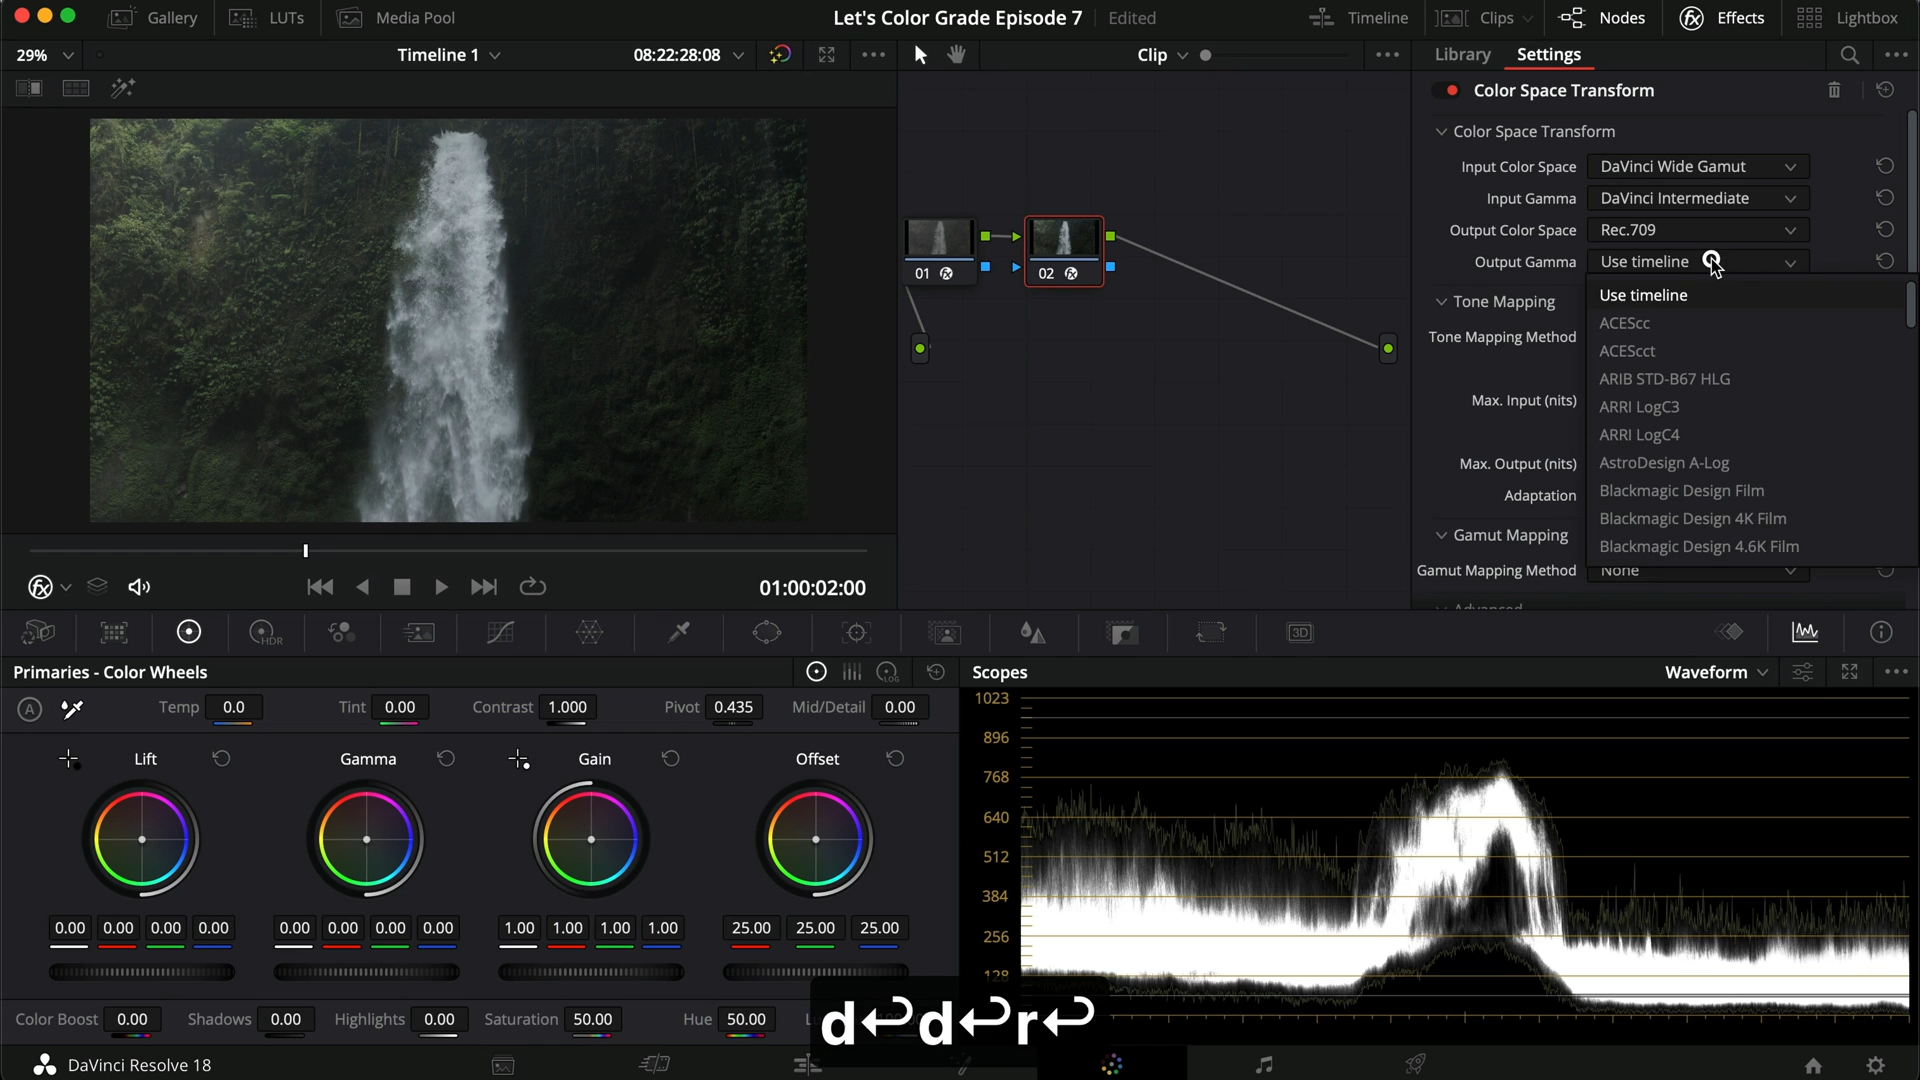 Gallery LUTs Media Pool Let's Color Grade Episode 7 Edited Timeline Clips Nodes Effects Lightbox
29% Timeline 1 08:22:28:08 Clip Library Settings
Color Space Transform
Color Space Transform
Input Color Space DaVinci Wide Gamut
Input Gamma DaVinci Intermediate
Output Color Space Rec.709
Output Gamma Use timeline
Use timeline
Tone Mapping
ACEScc
Tone Mapping Method
ACEScct
ARIB STD-B67 HLG
Max. Input (nits)
ARRI LogC3
ARRI LogC4
Max. Output (nits)
AstroDesign A-Log
Adaptation
Blackmagic Design Film
Blackmagic Design 4K Film
Gamut Mapping
Blackmagic Design 4.6K Film
Gamut Mapping Method None
Advanced
01 02
01:00:02:00
HDR 3D
Primaries - Color Wheels LOG
Scopes Waveform
A Temp 0.0 Tint 0.00 Contrast 1.000 Pivot 0.435 Mid/Detail 0.00
Lift Gamma Gain Offset
0.00 0.00 0.00 0.00 0.00 0.00 0.00 0.00 1.00 1.00 1.00 1.00 25.00 25.00 25.00
Color Boost 0.00 Shadows 0.00 Highlights 0.00 Saturation 50.00 Hue 50.00
1023
896
768
640
512
384
256
128
d↩d↩r↩
DaVinci Resolve 18